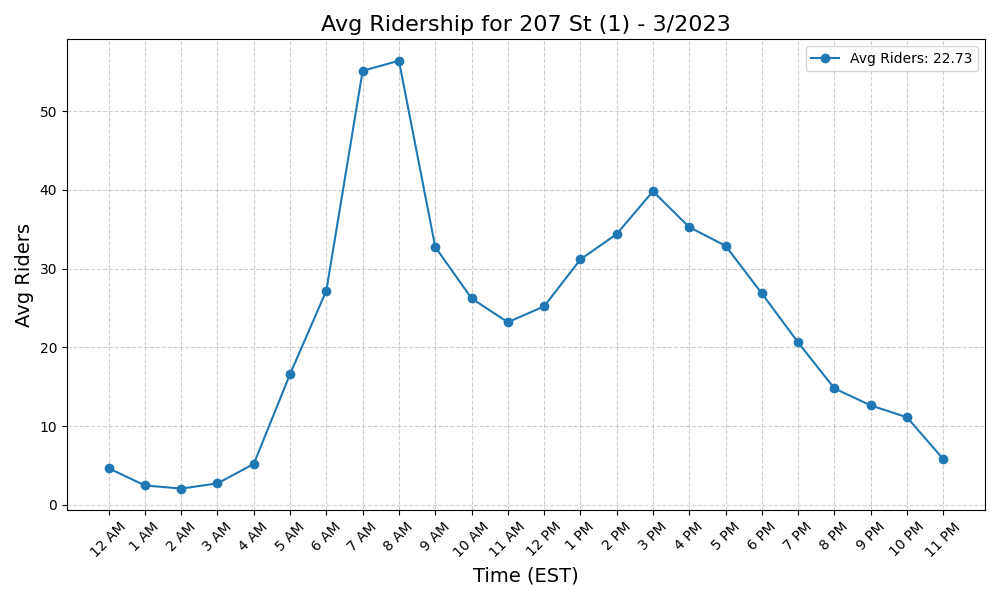 Avg Ridership for 207 St (1) - 3/2023
Avg Riders: 22.73
Avg Riders
50
40
30
20
10
0
12 AM
1 AM
2 AM
3 AM
4 AM
5 AM
6 AM
7 AM
8 AM
9 AM
10 AM
11 AM
12 PM
1 PM
2 PM
3 PM
4 PM
5 PM
6 PM
7 PM
8 PM
9 PM
10 PM
11 PM
Time (EST)